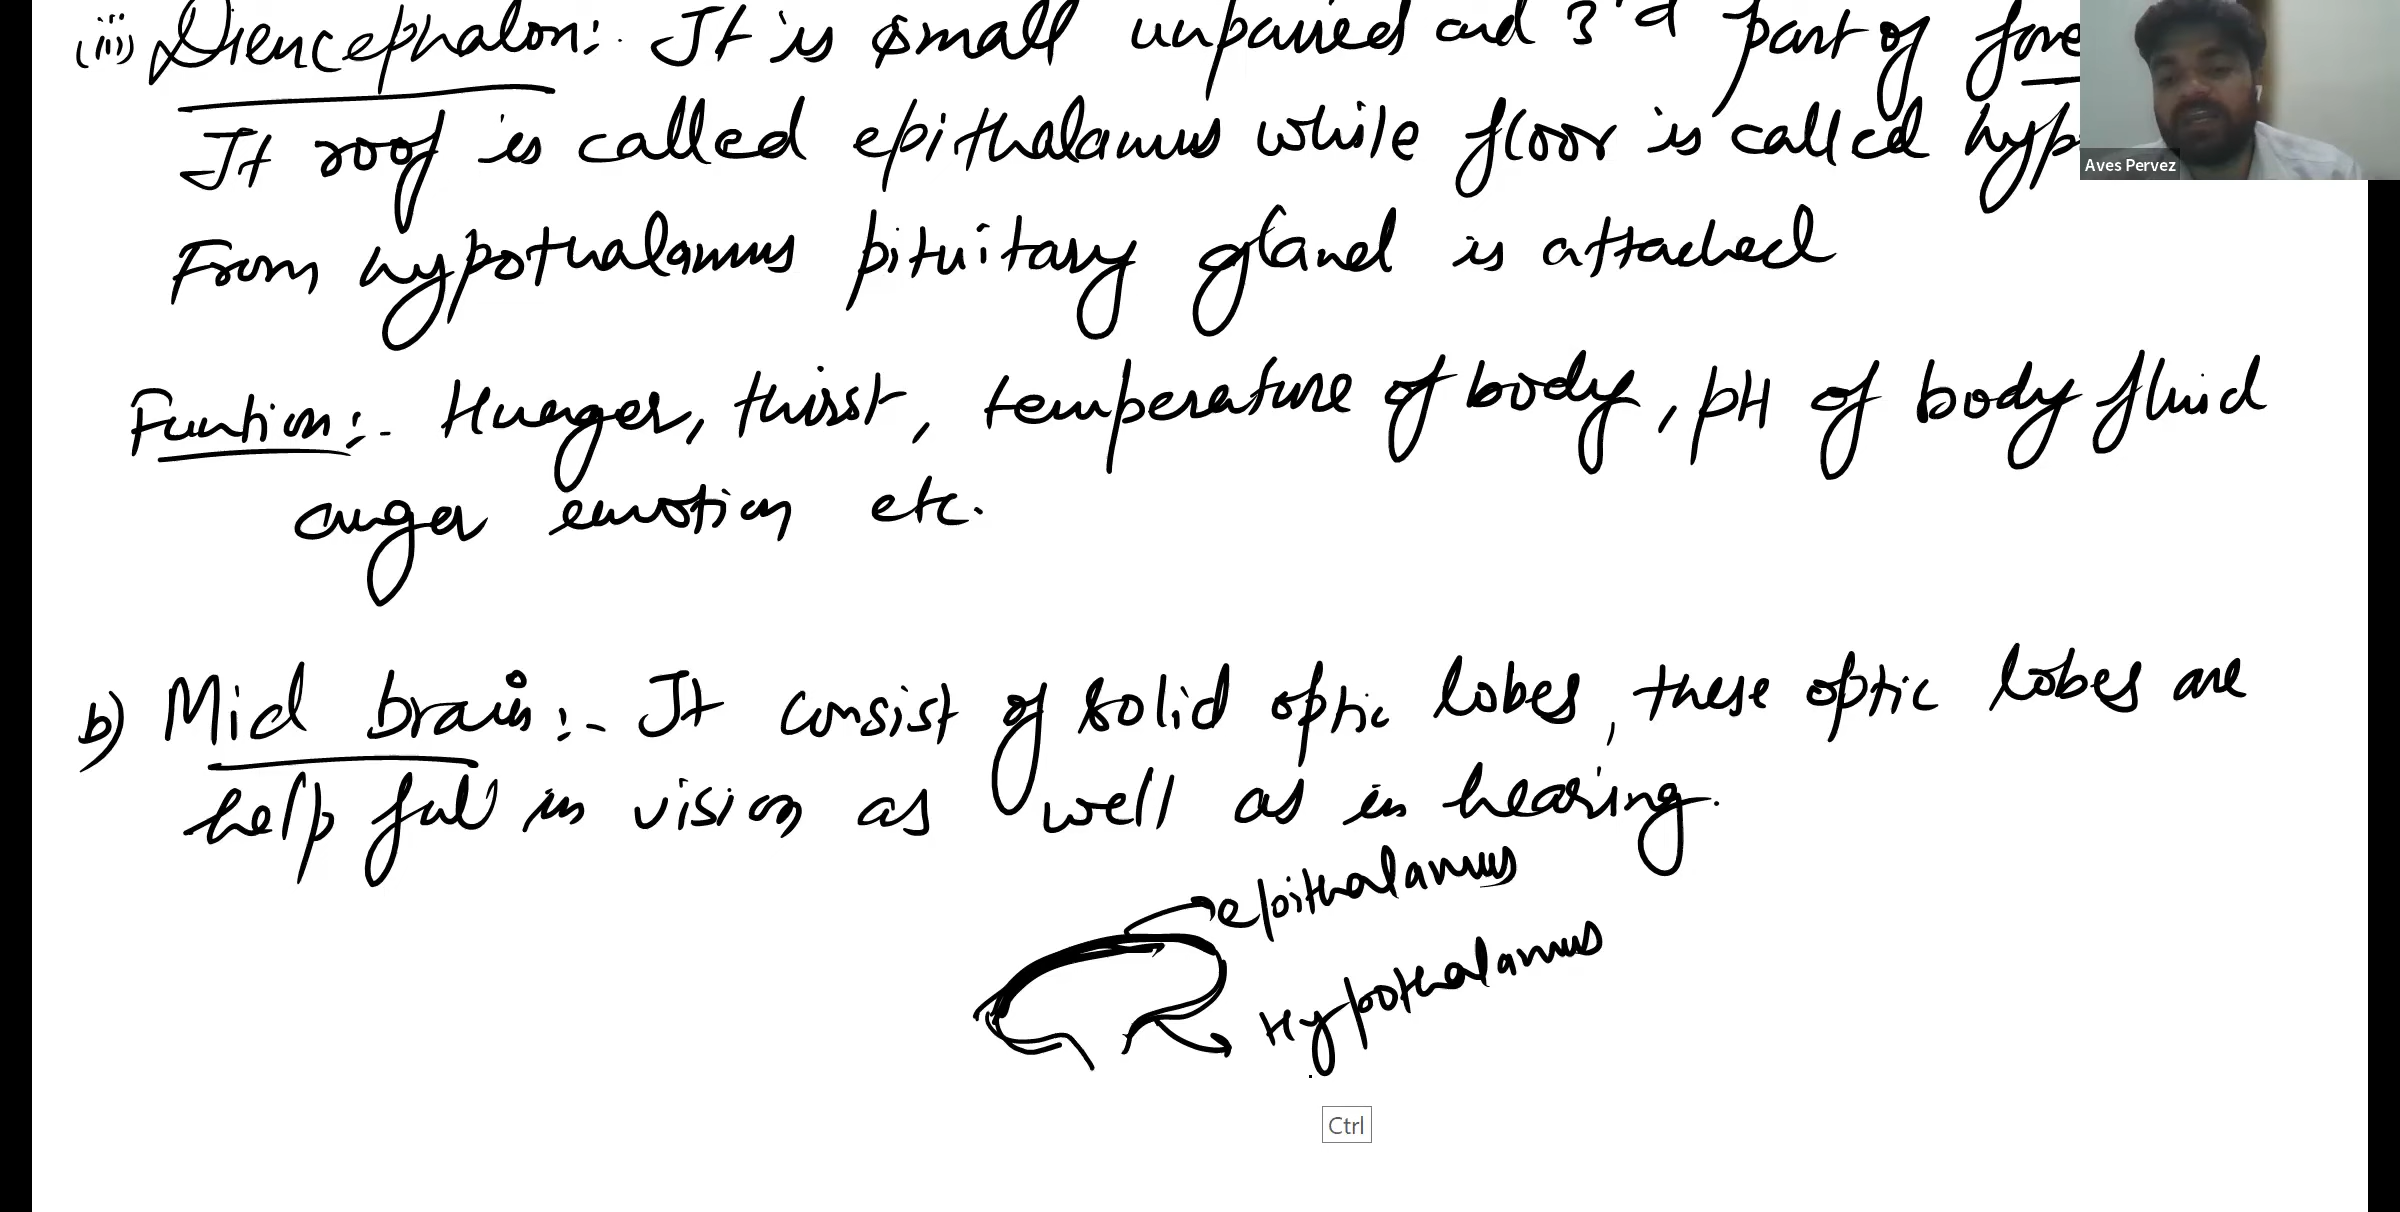 (iii) Diencephalon:- It is small unpaired and 3'd part of fore
It roof is called epithalamus while floor is called hyp
Aves Pervez
From hypothalamus pituitary gland is attached
Funtion:- Hunger, thirst, temperature of body, pH of body fluid
anger emotion etc.
b) Mid brain:- It consist of solid optic lobes, these optic lobes are
help full in vision as well as in hearing.
epithalamus
Hypothalamus
Ctrl